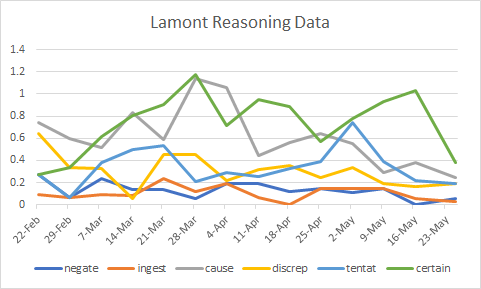 Lamont Reasoning Data
1.4
1.2
1
0.8
0.6
0.4
0.2
0
22-Feb 29-Feb 7-Mar 14-Mar 21-Mar 28-Mar 4-Apr 11-Apr 18-Apr 25-Apr 2-May 9-May 16-May 23-May
negate ingest cause discrep tentat certain